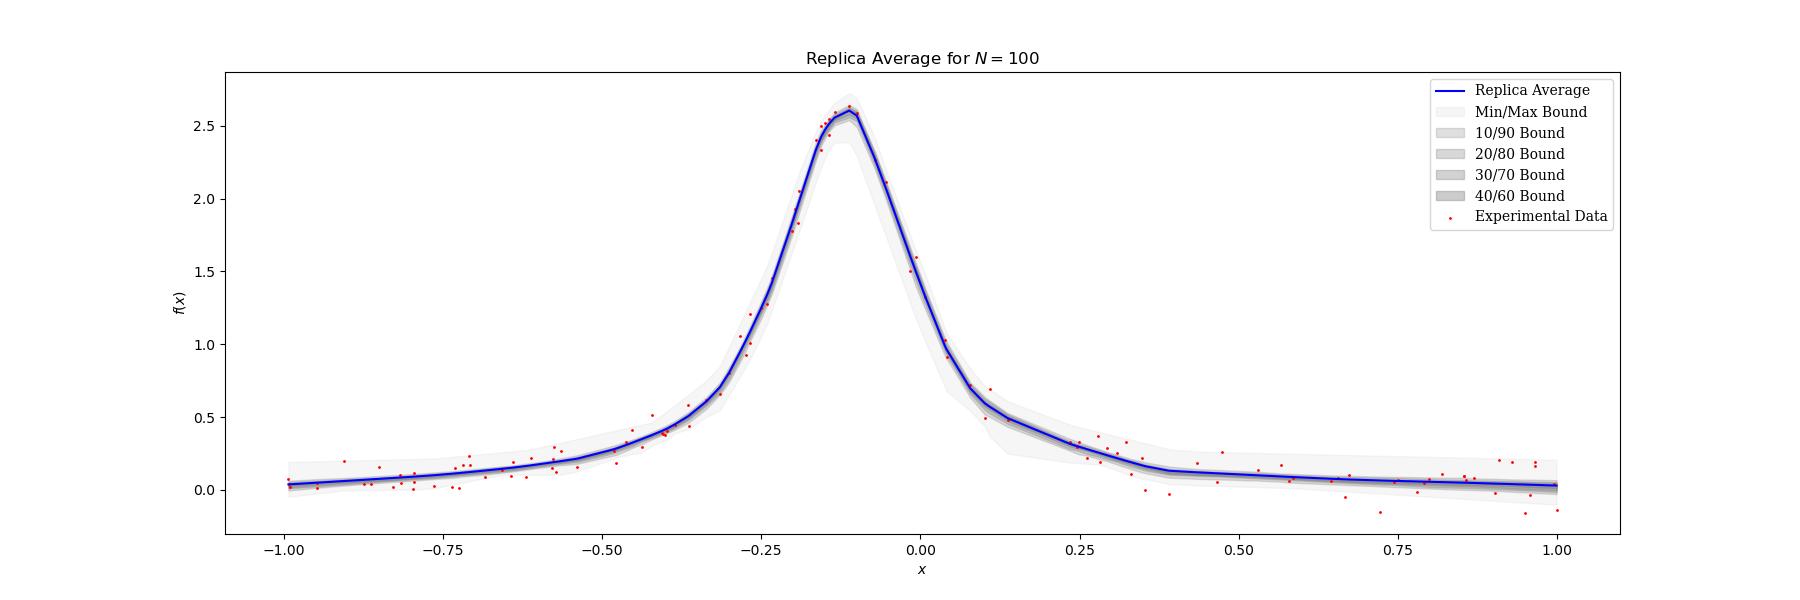 Replica Average for N = 100
Replica Average
Min/Max Bound
10/90 Bound
20/80 Bound
30/70 Bound
40/60 Bound
Experimental Data
f(x)
2.5
2.0
1.5
1.0
0.5
0.0
−1.00 −0.75 −0.50 −0.25 0.00 0.25 0.50 0.75 1.00
x